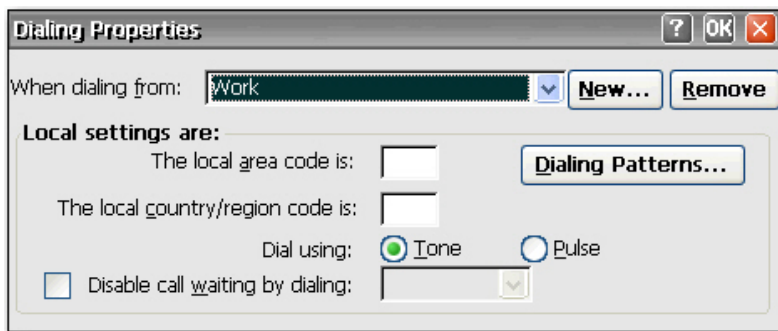 Dialing Properties ? OK X
When dialing from: Work New... Remove
Local settings are:
The local area code is: Dialing Patterns...
The local country/region code is:
Dial using: Tone Pulse
Disable call waiting by dialing: